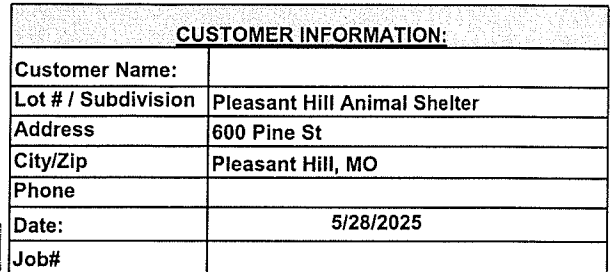 CUSTOMER INFORMATION:
Customer Name:
Lot # / Subdivision Pleasant Hill Animal Shelter
Address 600 Pine St
City/Zip Pleasant Hill, MO
Phone
Date: 5/28/2025
Job#